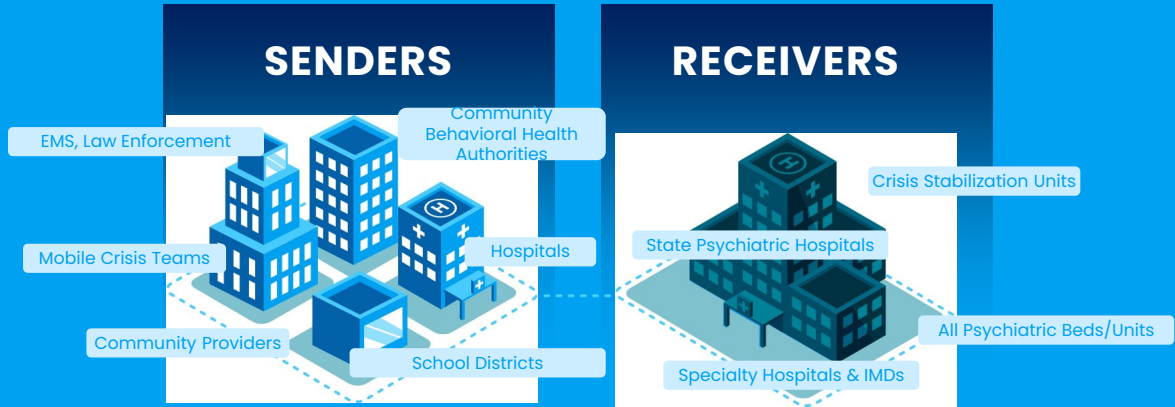 SENDERS
EMS, Law Enforcement
Community
Behavioral Health
Authorities
Mobile Crisis Teams
Hospitals
Community Providers
School Districts
RECEIVERS
Crisis Stabilization Units
State Psychiatric Hospitals
All Psychiatric Beds/Units
Specialty Hospitals & IMDs
H
H